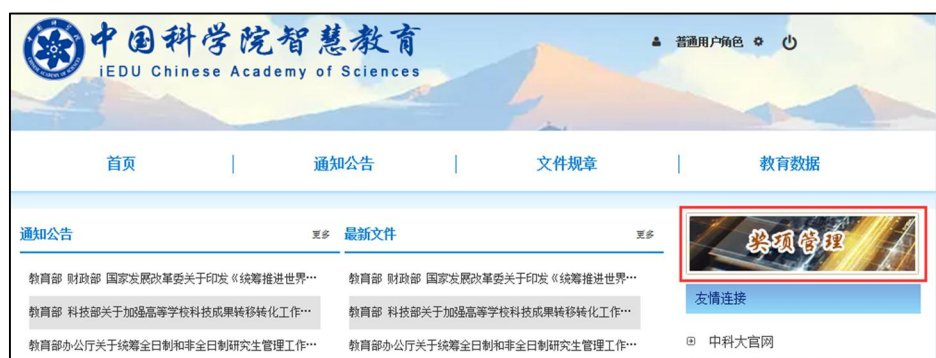 中国科学院智慧教育
iEDU Chinese Academy of Sciences
普通用户角色
首页
通知公告
文件规章
教育数据
通知公告 更多
最新文件 更多
奖项管理
教育部 财政部 国家发展改革委关于印发《统筹推进世界…
教育部 财政部 国家发展改革委关于印发《统筹推进世界…
友情连接
教育部 科技部关于加强高等学校科技成果转移转化工作…
教育部 科技部关于加强高等学校科技成果转移转化工作…
中科大官网
教育部办公厅关于统筹全日制和非全日制研究生管理工作…
教育部办公厅关于统筹全日制和非全日制研究生管理工作…